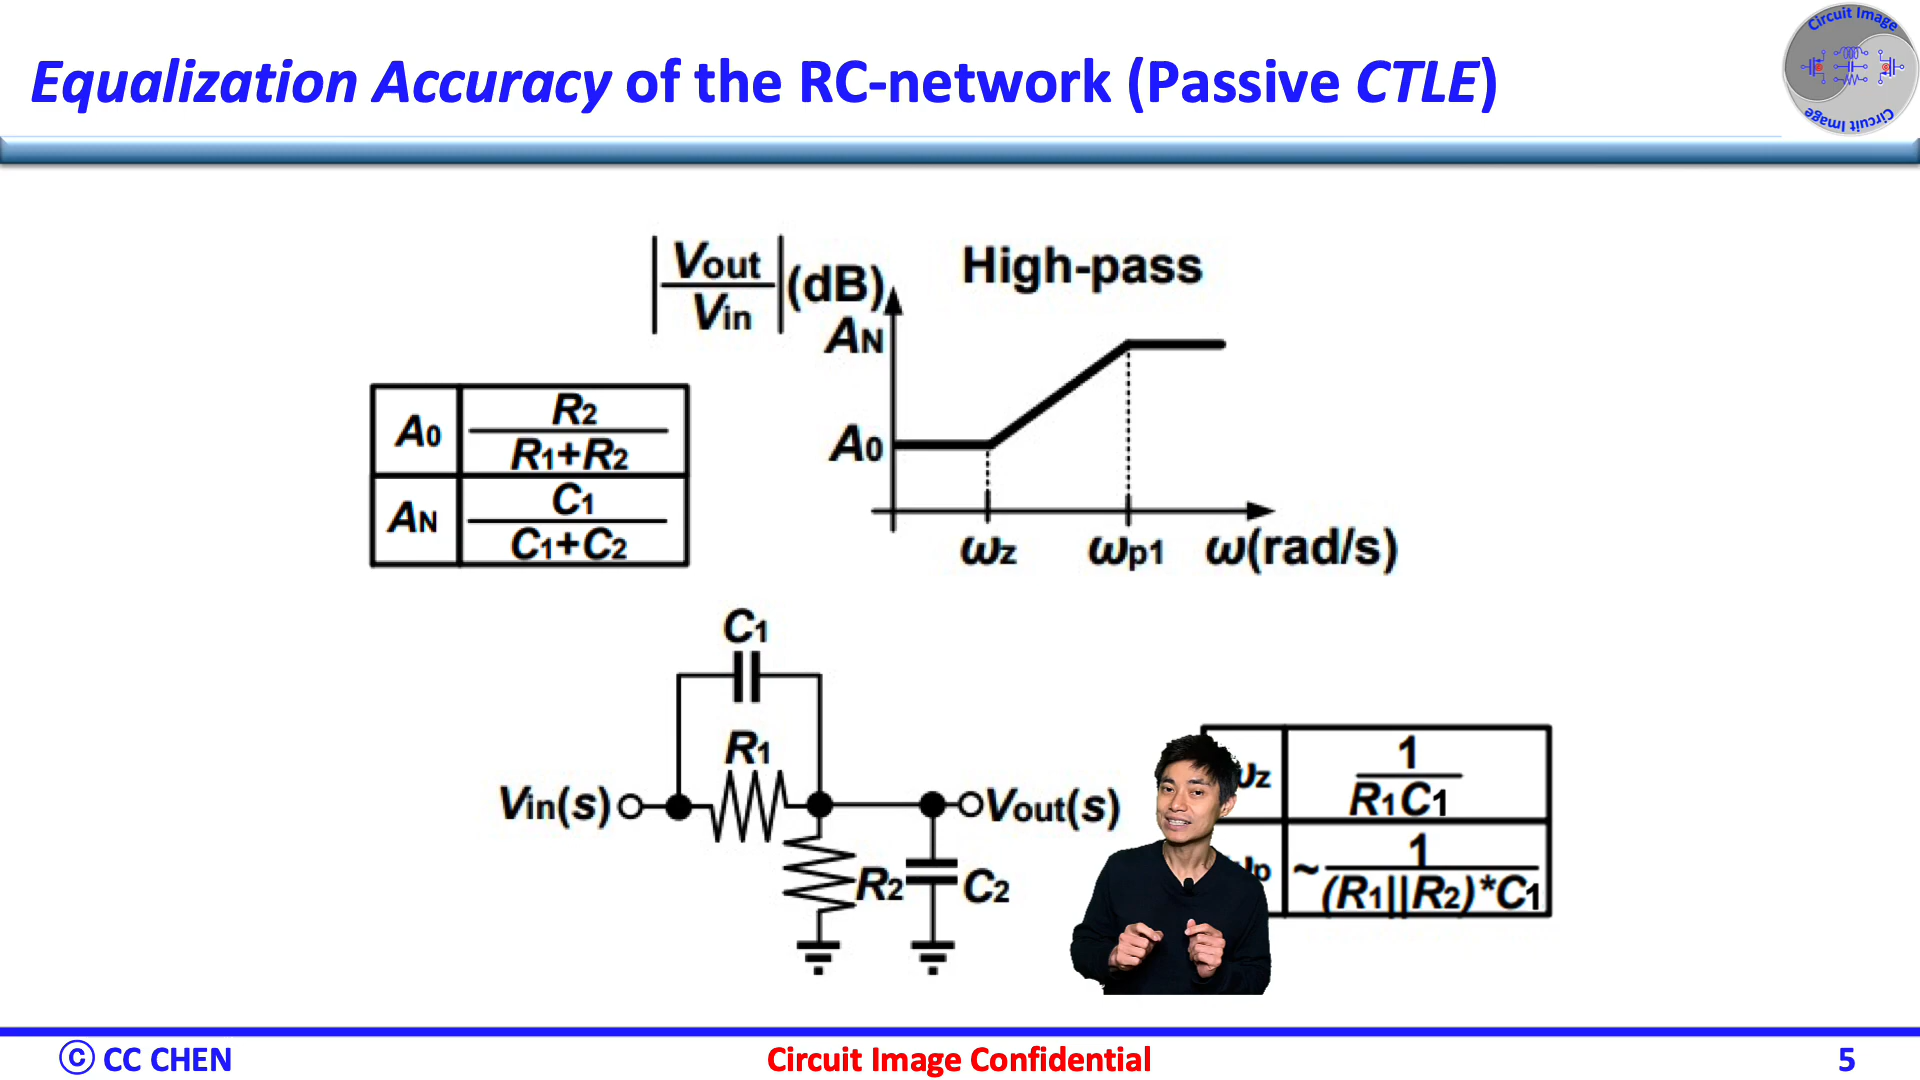 Equalization Accuracy of the RC-network (Passive CTLE)
Circuit Image
Circuit Image
|Vout/Vin| (dB)
High-pass
AN
A0
ωz ωp1 ω(rad/s)
A0 R2
R1+R2
AN C1
C1+C2
C1
R1
Vin(s) Vout(s)
R2 C2
ωz 1
R1C1
~ 1
(R1||R2)*C1
© CC CHEN
Circuit Image Confidential
5